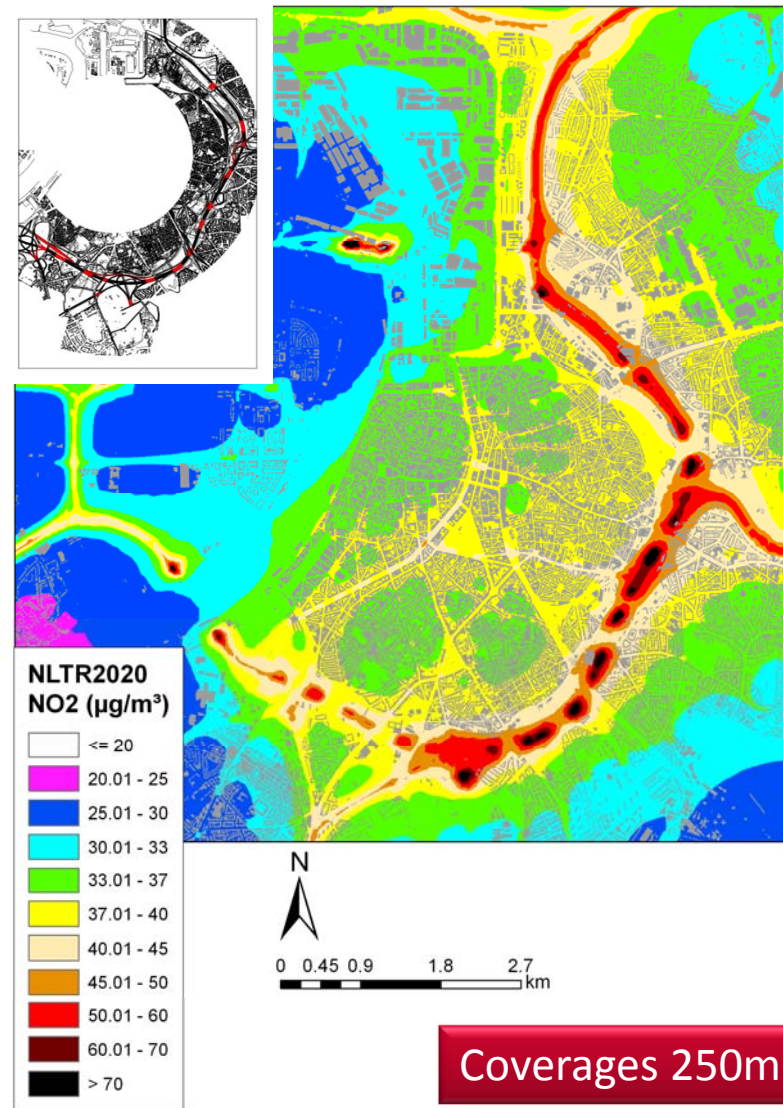 NLTR2020
NO2 (µg/m³)
<= 20
20.01 - 25
25.01 - 30
30.01 - 33
33.01 - 37
37.01 - 40
40.01 - 45
45.01 - 50
50.01 - 60
60.01 - 70
> 70
N
0 0.45 0.9 1.8 2.7
km
Coverages 250m